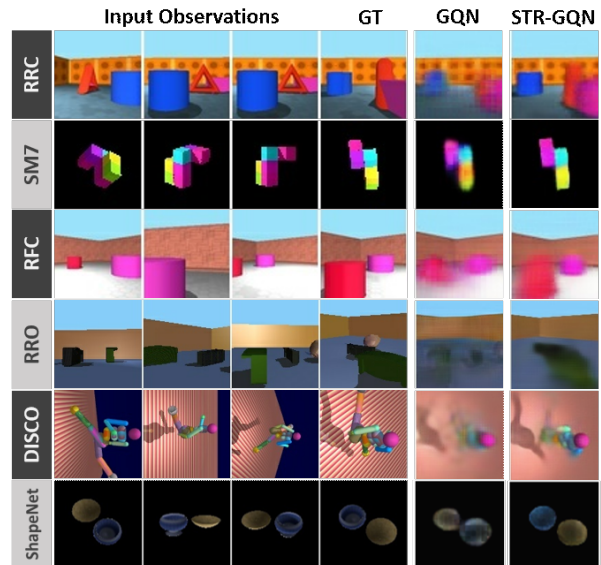 Input Observations GT GQN STR-GQN
RRC
SM7
RFC
RRO
DISCO
ShapeNet